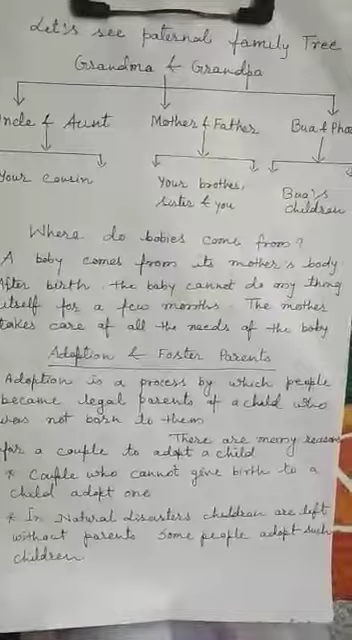 Let's see paternal family Tree
Grandma & Grandpa
Uncle & Aunt Mother & Father Bua &
Your cousin Your brother, Bua's
sister & you children
Where do babies come from?
A baby comes from its mother's body
After birth the baby cannot do any thing
itself for a few months. The mother
takes care of all the needs of the baby
Adoption & Foster Parents
Adoption is a process by which people
became legal parents of a child who
was not born to them
There are meny reasons
for a couple to adopt a child
* Couple who cannot give birth to a
child adopt one
* In Natural disasters children are left
without parents some people adopt such
children